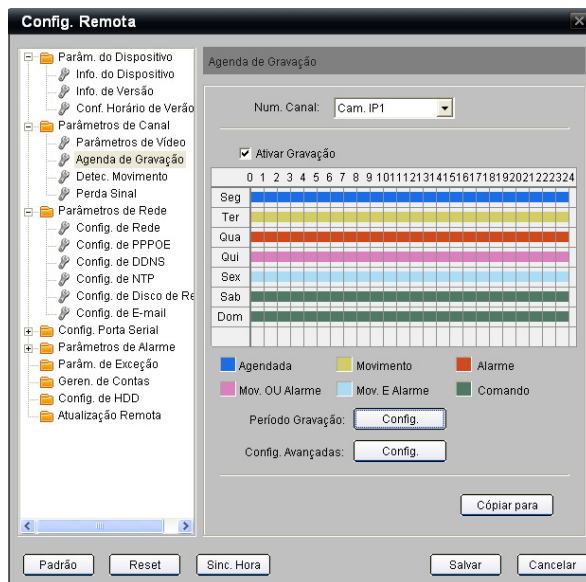 Config. Remota
Parâm. do Dispositivo
Info. do Dispositivo
Info. de Versão
Conf. Horário de Verão
Parâmetros de Canal
Parâmetros de Vídeo
Agenda de Gravação
Detec. Movimento
Perda Sinal
Parâmetros de Rede
Config. de Rede
Config. de PPPOE
Config. de DDNS
Config. de NTP
Config. de Disco de Re
Config. de E-mail
Config. Porta Serial
Parâmetros de Alarme
Parâm. de Exceção
Geren. de Contas
Config. de HDD
Atualização Remota
Agenda de Gravação
Num. Canal: Cam. IP1
Ativar Gravação
0 1 2 3 4 5 6 7 8 9 10 11 12 13 14 15 16 17 18 19 20 21 22 23 24
Seg
Ter
Qua
Qui
Sex
Sab
Dom
Agendada Movimento Alarme
Mov. OU Alarme Mov. E Alarme Comando
Período Gravação: Config.
Config. Avançadas: Config.
Cópiar para
Padrão Reset Sinc. Hora Salvar Cancelar